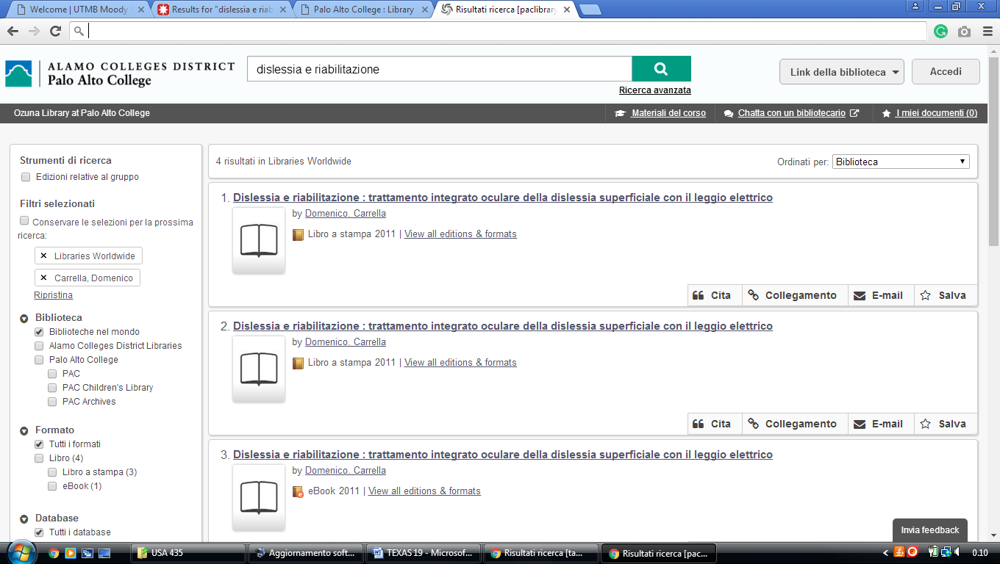 Welcome | UTMB Moody
Results for "dislessia e riab
Palo Alto College : Library
Risultati ricerca [paclibrary
ALAMO COLLEGES DISTRICT
Palo Alto College
dislessia e riabilitazione
Ricerca avanzata
Link della biblioteca
Accedi
Ozuna Library at Palo Alto College
Materiali del corso
Chatta con un bibliotecario
I miei documenti (0)
Strumenti di ricerca
Edizioni relative al gruppo
Filtri selezionati
Conservare le selezioni per la prossima
ricerca:
× Libraries Worldwide
× Carrella, Domenico
Ripristina
Biblioteca
Biblioteche nel mondo
Alamo Colleges District Libraries
Palo Alto College
PAC
PAC Children's Library
PAC Archives
Formato
Tutti i formati
Libro (4)
Libro a stampa (3)
eBook (1)
Database
Tutti i database
4 risultati in Libraries Worldwide
Ordinati per: Biblioteca
1. Dislessia e riabilitazione : trattamento integrato oculare della dislessia superficiale con il leggio elettrico
by Domenico. Carrella
Libro a stampa 2011 | View all editions & formats
Cita Collegamento E-mail Salva
2. Dislessia e riabilitazione : trattamento integrato oculare della dislessia superficiale con il leggio elettrico
by Domenico. Carrella
Libro a stampa 2011 | View all editions & formats
Cita Collegamento E-mail Salva
3. Dislessia e riabilitazione : trattamento integrato oculare della dislessia superficiale con il leggio elettrico
by Domenico. Carrella
eBook 2011 | View all editions & formats
Invia feedback
USA 435
Aggiornamento soft...
TEXAS 19 - Microsof...
Risultati ricerca [ta...
Risultati ricerca [pac...
0.10